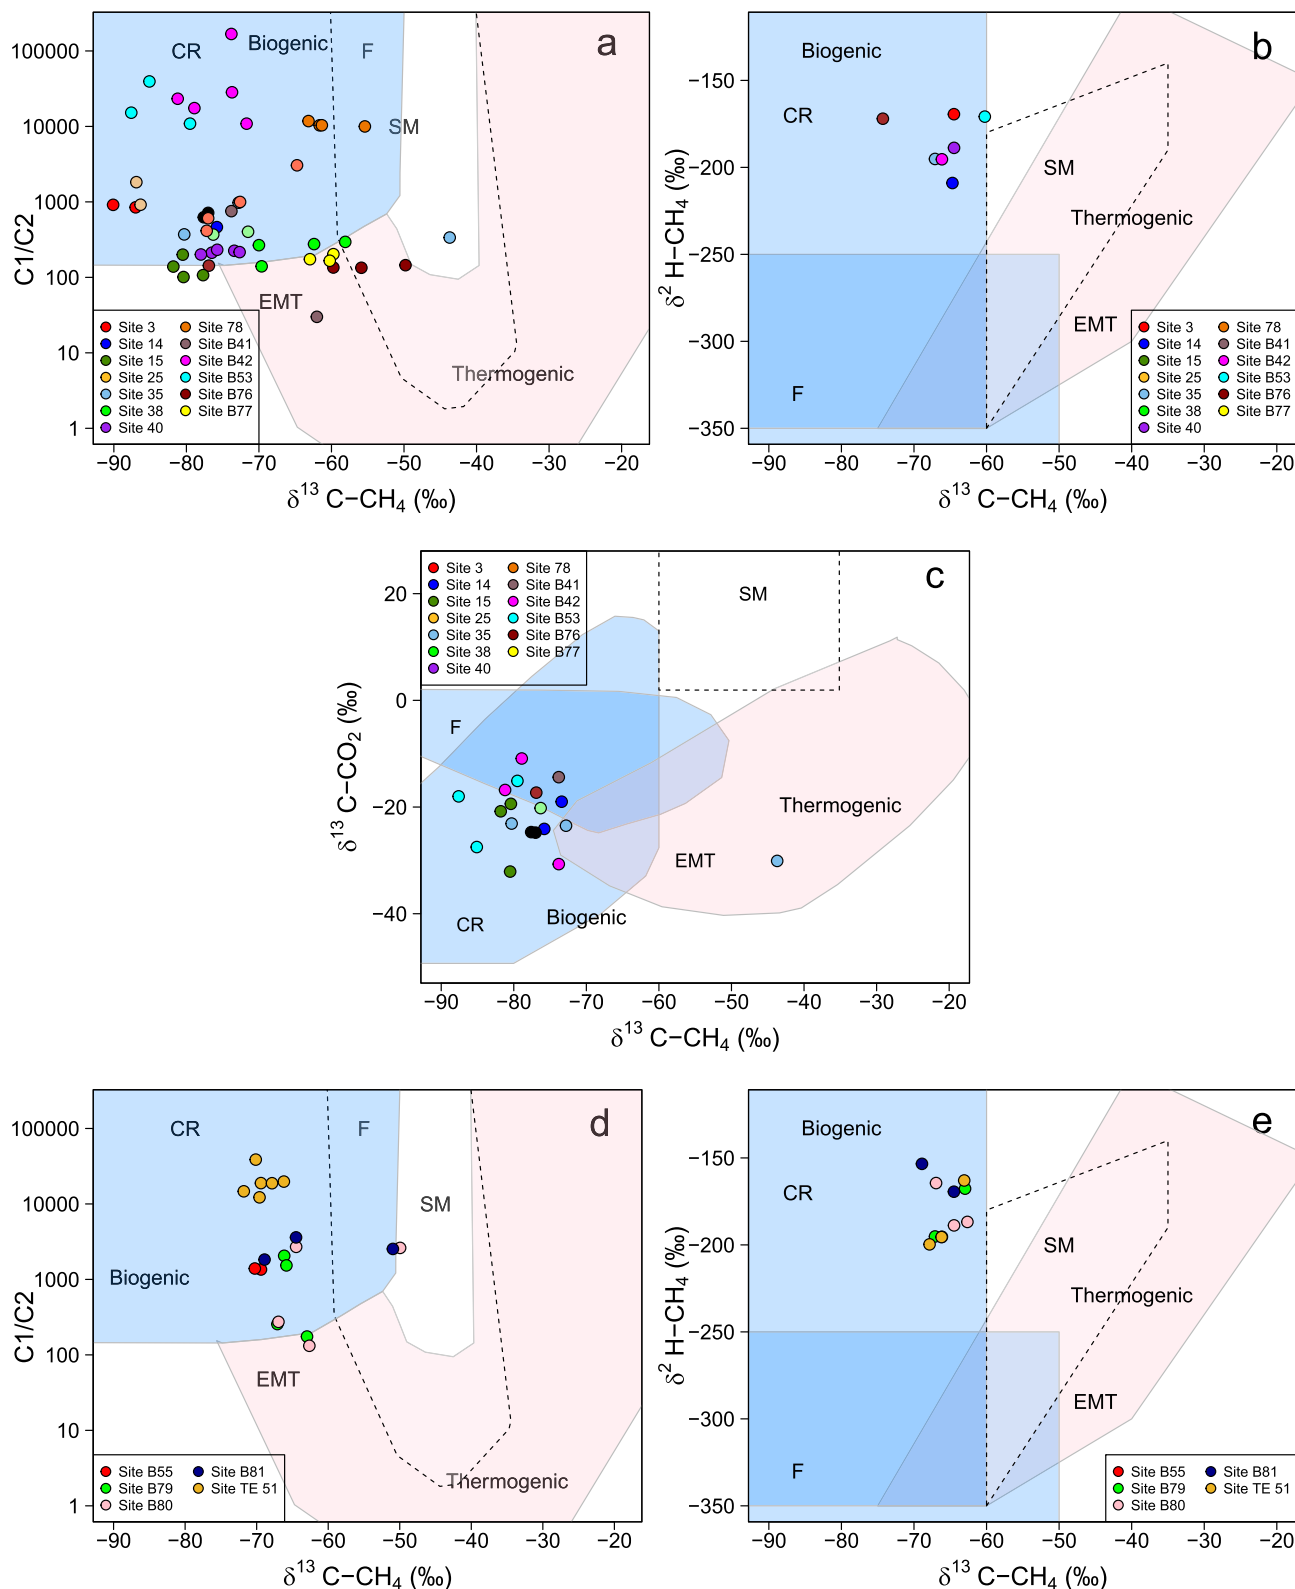 a
CR
Biogenic
F
SM
EMT
Thermogenic
C1/C2
100000
10000
1000
100
10
1
Site 3
Site 14
Site 15
Site 25
Site 35
Site 38
Site 40
Site 78
Site B41
Site B42
Site B53
Site B76
Site B77
−90 −80 −70 −60 −50 −40 −30 −20
δ¹³ C−CH₄ (‰)
b
Biogenic
CR
SM
Thermogenic
EMT
F
δ² H−CH₄ (‰)
−150
−200
−250
−300
−350
Site 3
Site 14
Site 15
Site 25
Site 35
Site 38
Site 40
Site 78
Site B41
Site B42
Site B53
Site B76
Site B77
−90 −80 −70 −60 −50 −40 −30 −20
δ¹³ C−CH₄ (‰)
c
Site 3
Site 14
Site 15
Site 25
Site 35
Site 38
Site 40
Site 78
Site B41
Site B42
Site B53
Site B76
Site B77
SM
F
Thermogenic
EMT
CR
Biogenic
δ¹³ C−CO₂ (‰)
20
0
−20
−40
−90 −80 −70 −60 −50 −40 −30 −20
δ¹³ C−CH₄ (‰)
d
CR
F
SM
Biogenic
EMT
Thermogenic
C1/C2
100000
10000
1000
100
10
1
Site B55
Site B79
Site B80
Site B81
Site TE 51
−90 −80 −70 −60 −50 −40 −30 −20
δ¹³ C−CH₄ (‰)
e
Biogenic
CR
SM
Thermogenic
EMT
F
δ² H−CH₄ (‰)
−150
−200
−250
−300
−350
Site B55
Site B79
Site B80
Site B81
Site TE 51
−90 −80 −70 −60 −50 −40 −30 −20
δ¹³ C−CH₄ (‰)